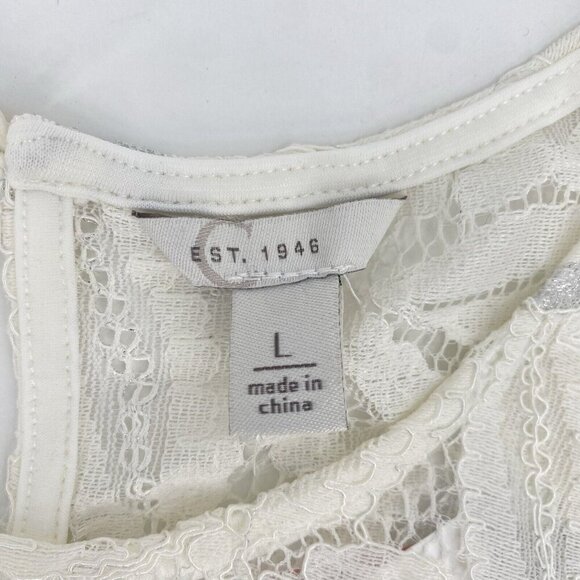 C
EST. 1946
L
made in
china